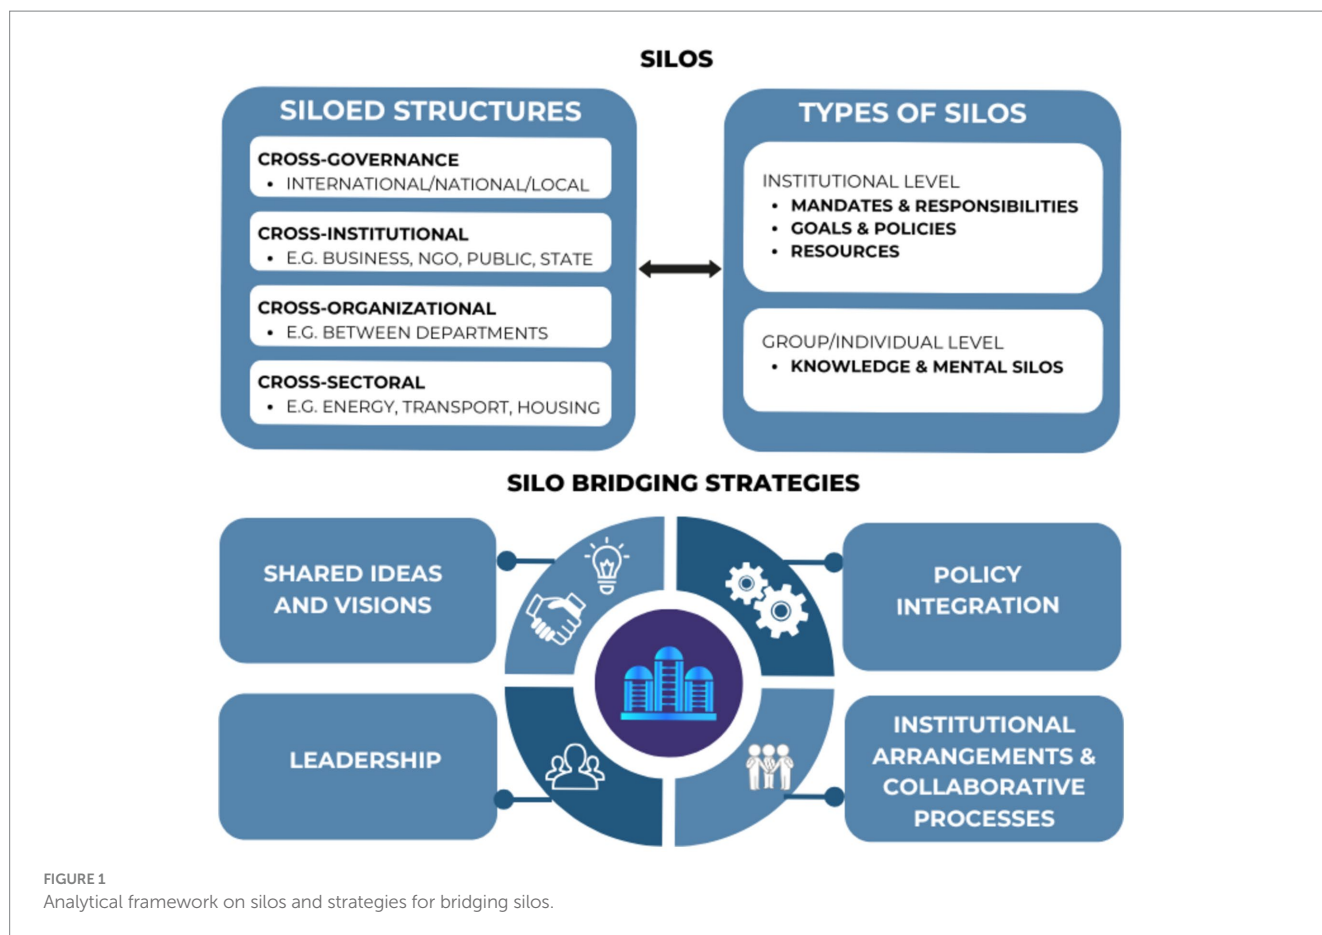 SILOS
SILOED STRUCTURES
CROSS-GOVERNANCE
• INTERNATIONAL/NATIONAL/LOCAL
CROSS-INSTITUTIONAL
• E.G. BUSINESS, NGO, PUBLIC, STATE
CROSS-ORGANIZATIONAL
• E.G. BETWEEN DEPARTMENTS
CROSS-SECTORAL
• E.G. ENERGY, TRANSPORT, HOUSING
TYPES OF SILOS
INSTITUTIONAL LEVEL
• MANDATES & RESPONSIBILITIES
• GOALS & POLICIES
• RESOURCES
GROUP/INDIVIDUAL LEVEL
• KNOWLEDGE & MENTAL SILOS
SILO BRIDGING STRATEGIES
SHARED IDEAS
AND VISIONS
POLICY
INTEGRATION
LEADERSHIP
INSTITUTIONAL
ARRANGEMENTS &
COLLABORATIVE
PROCESSES
FIGURE 1
Analytical framework on silos and strategies for bridging silos.